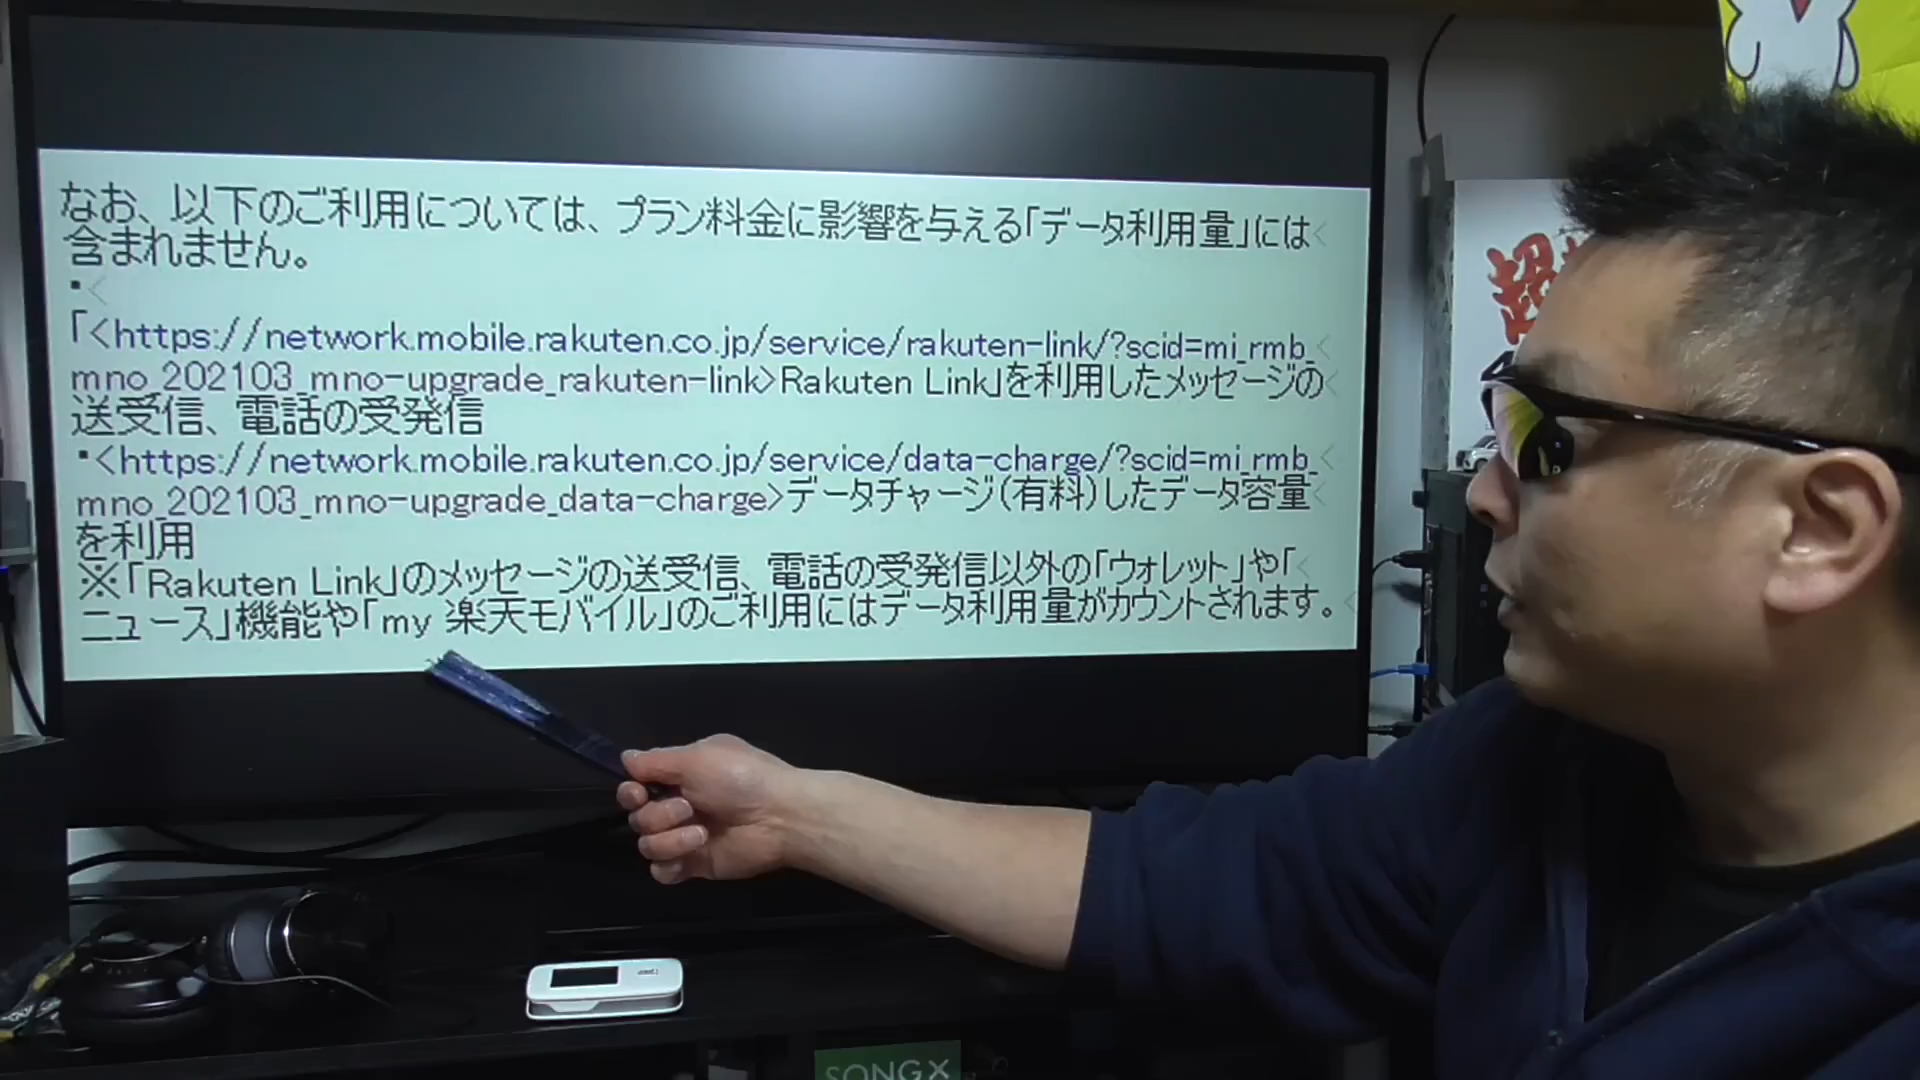 なお、以下のご利用については、プラン料金に影響を与える「データ利用量」には
含まれません。
・
「<https://network.mobile.rakuten.co.jp/service/rakuten-link/?scid=mi_rmb_
mno_202103_mno-upgrade_rakuten-link>Rakuten Link」を利用したメッセージの
送受信、電話の受発信
・<https://network.mobile.rakuten.co.jp/service/data-charge/?scid=mi_rmb_
mno_202103_mno-upgrade_data-charge>データチャージ(有料)したデータ容量
を利用
※「Rakuten Link」のメッセージの送受信、電話の受発信以外の「ウォレット」や「
ニュース」機能や「my 楽天モバイル」のご利用にはデータ利用量がカウントされます。
超
SONGX